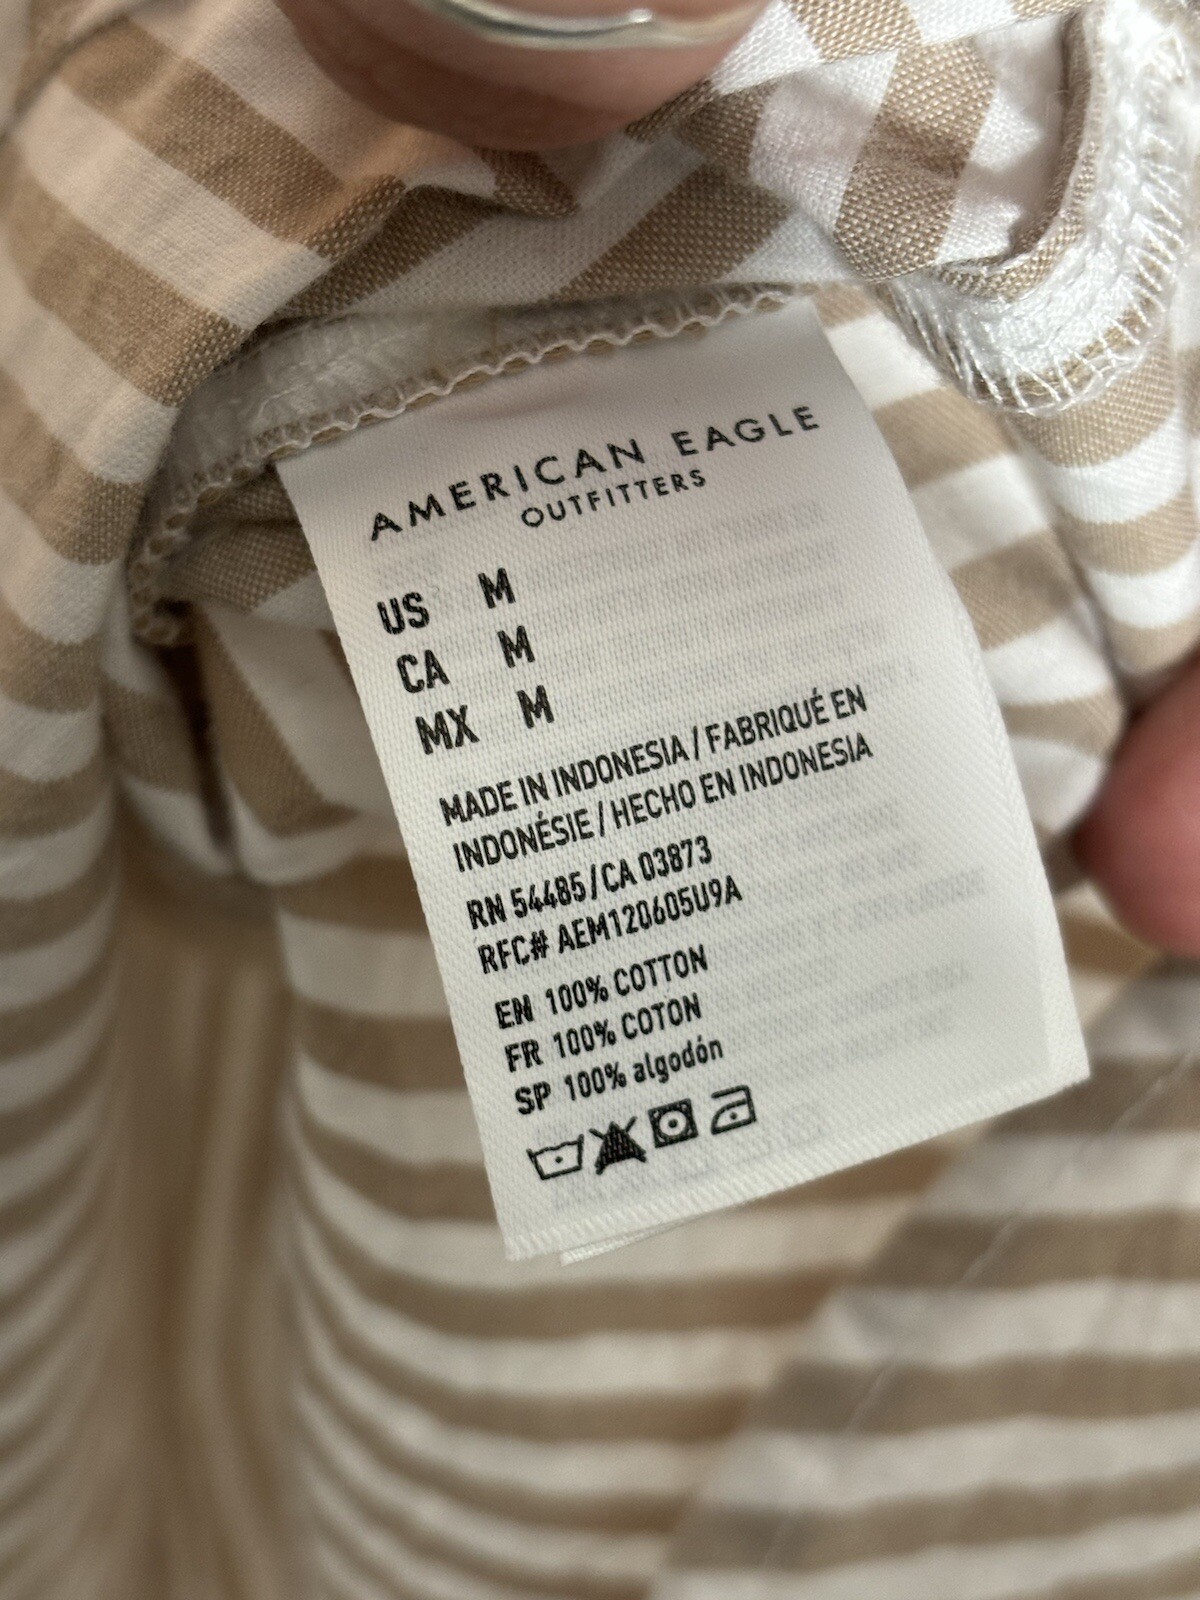 AMERICAN EAGLE
OUTFITTERS
US M
CA M
MX M
MADE IN INDONESIA / FABRIQUÉ EN
INDONÉSIE / HECHO EN INDONESIA
RN 54485 / CA 03873
RFC# AEM120605U9A
EN 100% COTTON
FR 100% COTON
SP 100% algodón